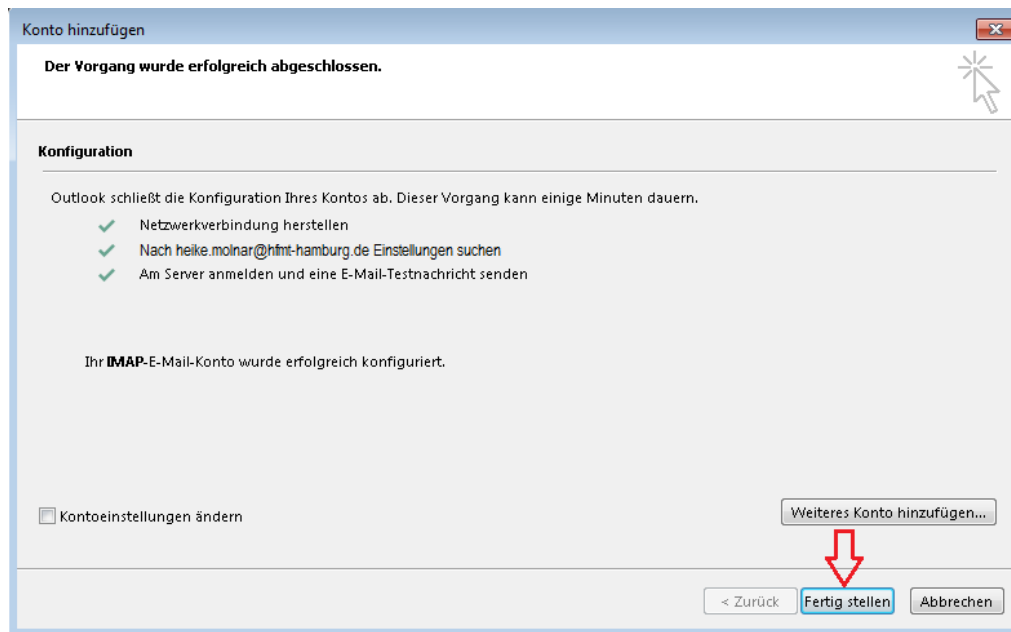 Konto hinzufügen
Der Vorgang wurde erfolgreich abgeschlossen.
Konfiguration
Outlook schließt die Konfiguration Ihres Kontos ab. Dieser Vorgang kann einige Minuten dauern.
Netzwerkverbindung herstellen
Nach heike.molnar@hfmt-hamburg.de Einstellungen suchen
Am Server anmelden und eine E-Mail-Testnachricht senden
Ihr IMAP-E-Mail-Konto wurde erfolgreich konfiguriert.
Kontoeinstellungen ändern
Weiteres Konto hinzufügen...
< Zurück Fertig stellen Abbrechen